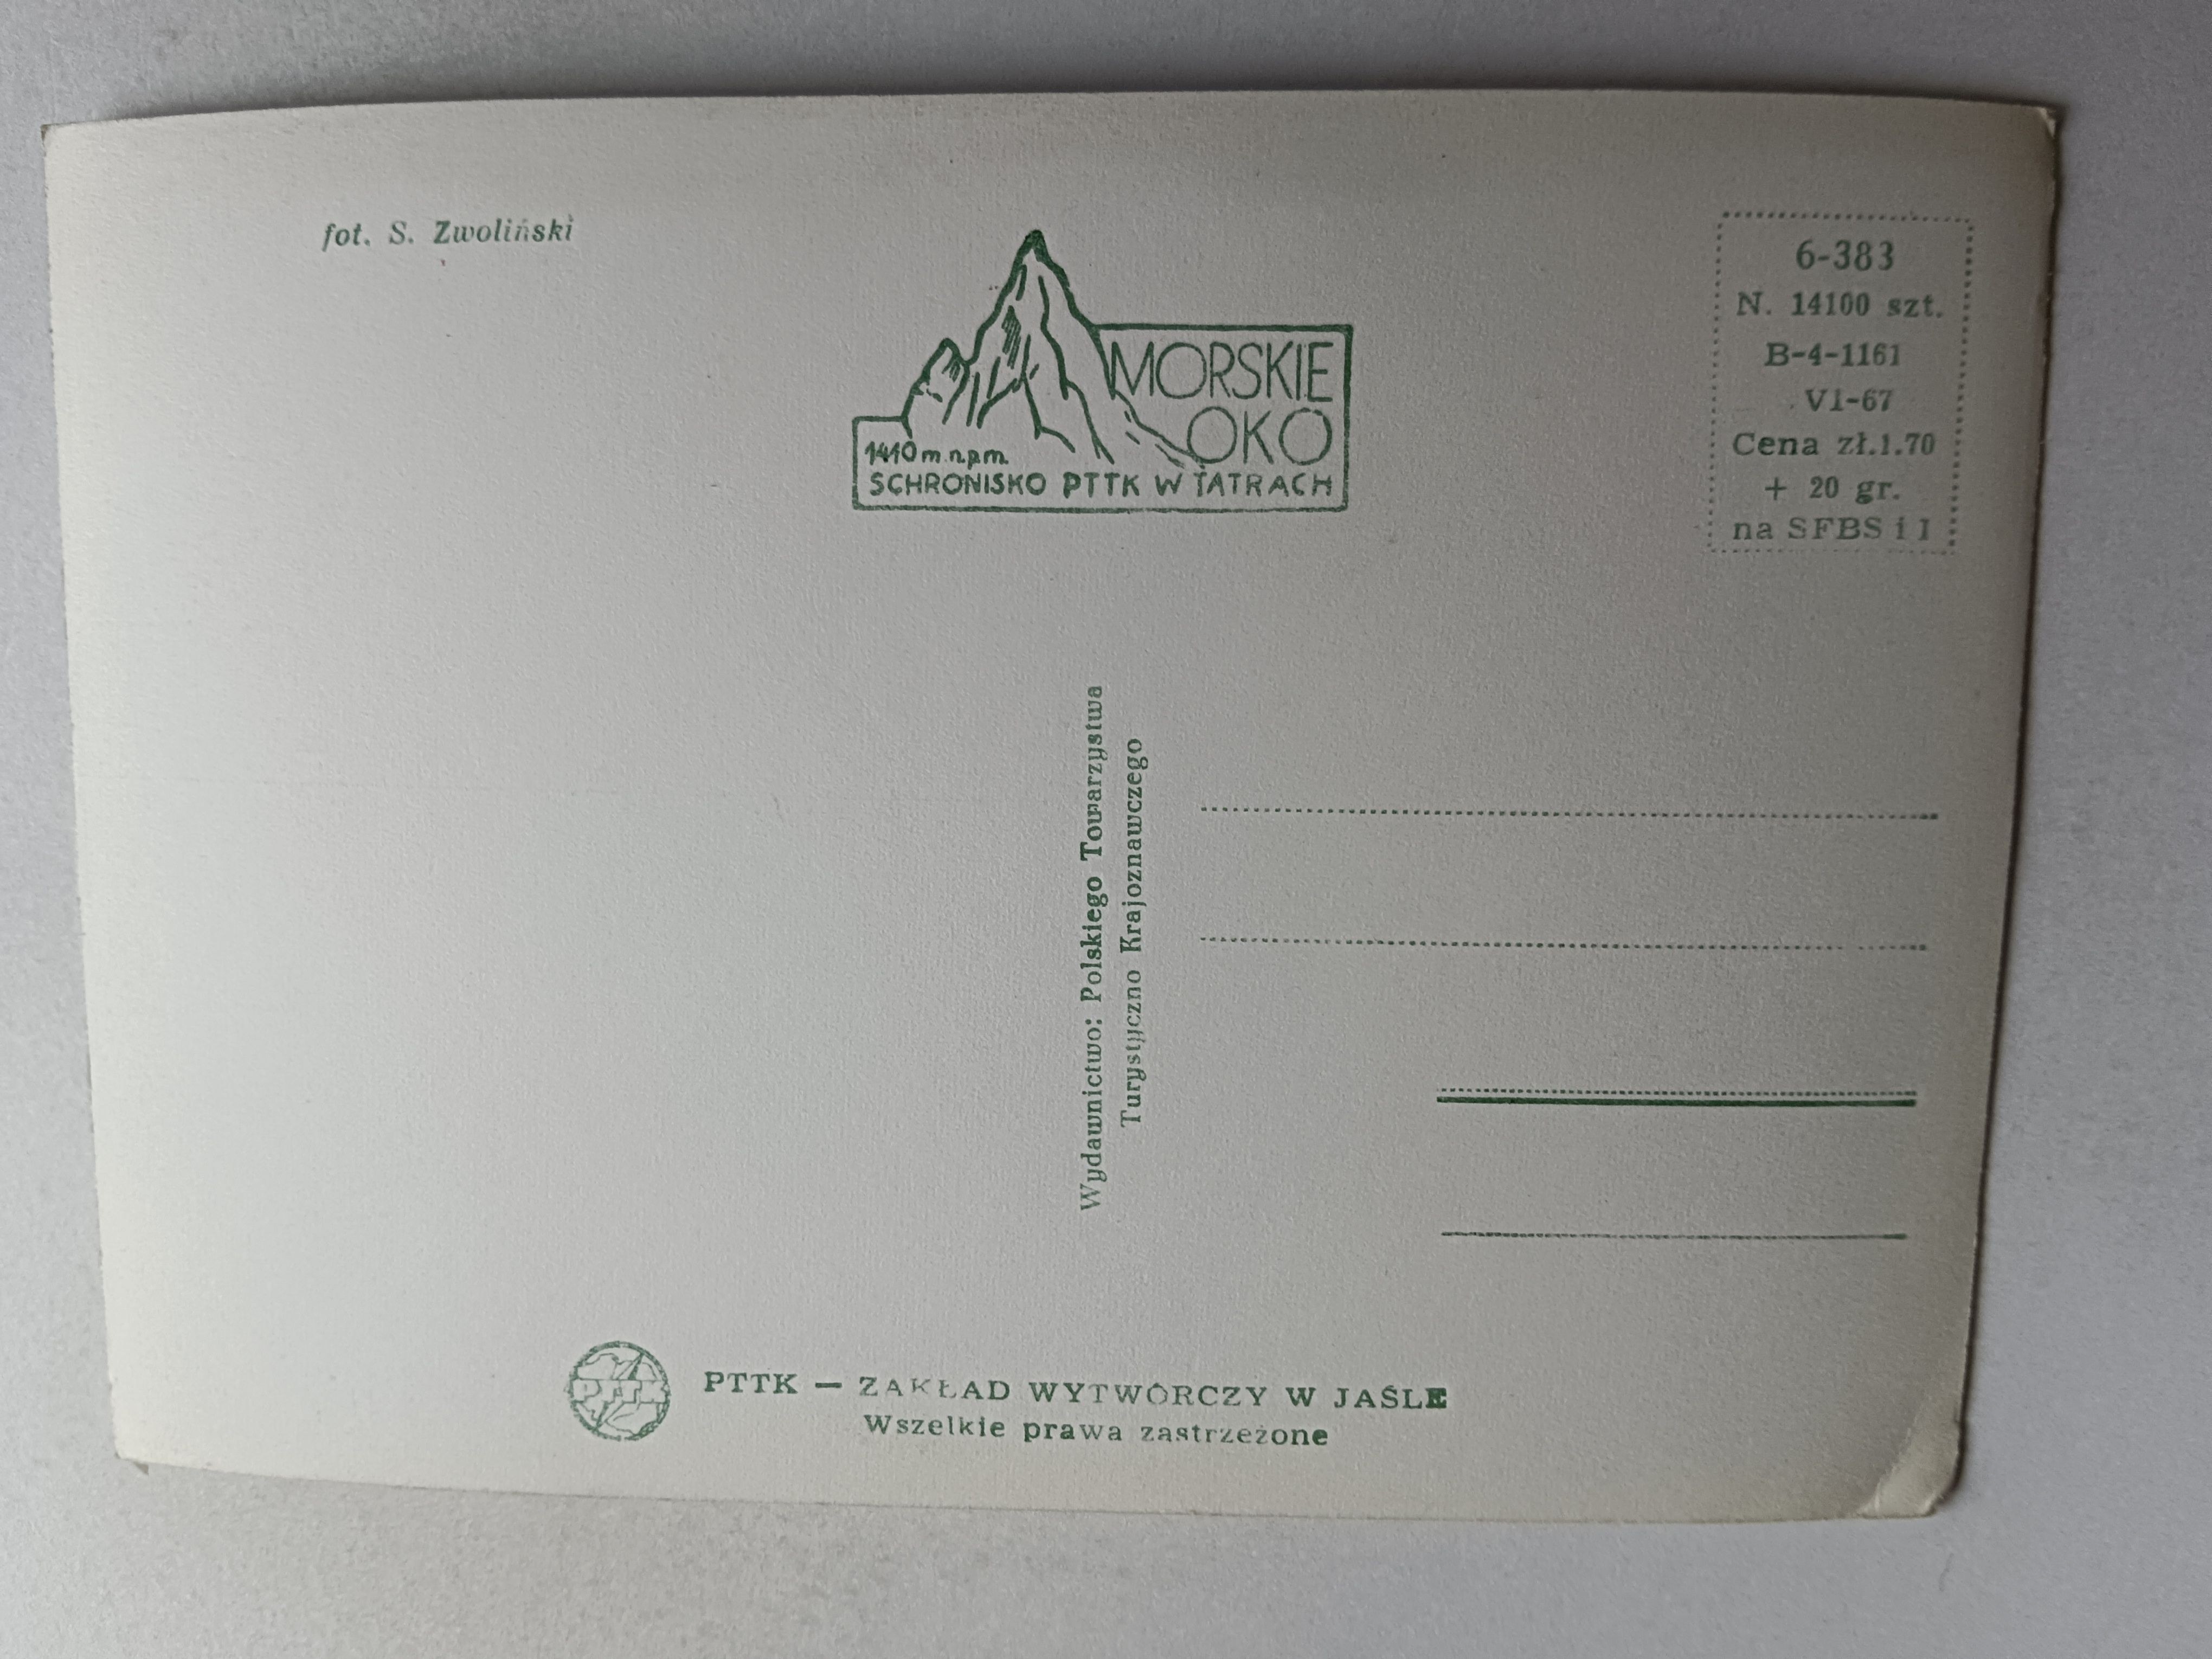 fot. S. Zwoliński
MORSKIE
OKO
1410 m. n.p.m.
SCHRONISKO PTTK W TATRACH
6-383
N. 14100 szt.
B-4-1161
VI-67
Cena zł.1.70
+ 20 gr.
na SFBS i I
Wydawnictwo: Polskiego Towarzystwa
Turystyczno Krajoznawczego
PTTK
PTTK — ZAKŁAD WYTWÓRCZY W JAŚLE
Wszelkie prawa zastrzeżone